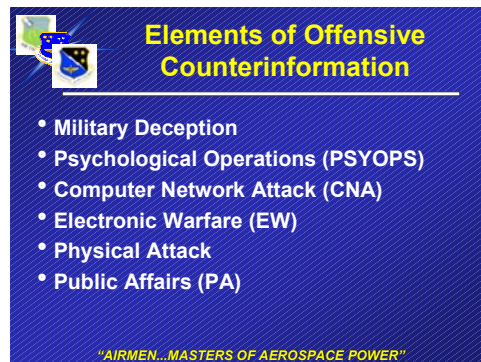 Elements of Offensive
Counterinformation
• Military Deception
• Psychological Operations (PSYOPS)
• Computer Network Attack (CNA)
• Electronic Warfare (EW)
• Physical Attack
• Public Affairs (PA)
“AIRMEN...MASTERS OF AEROSPACE POWER”